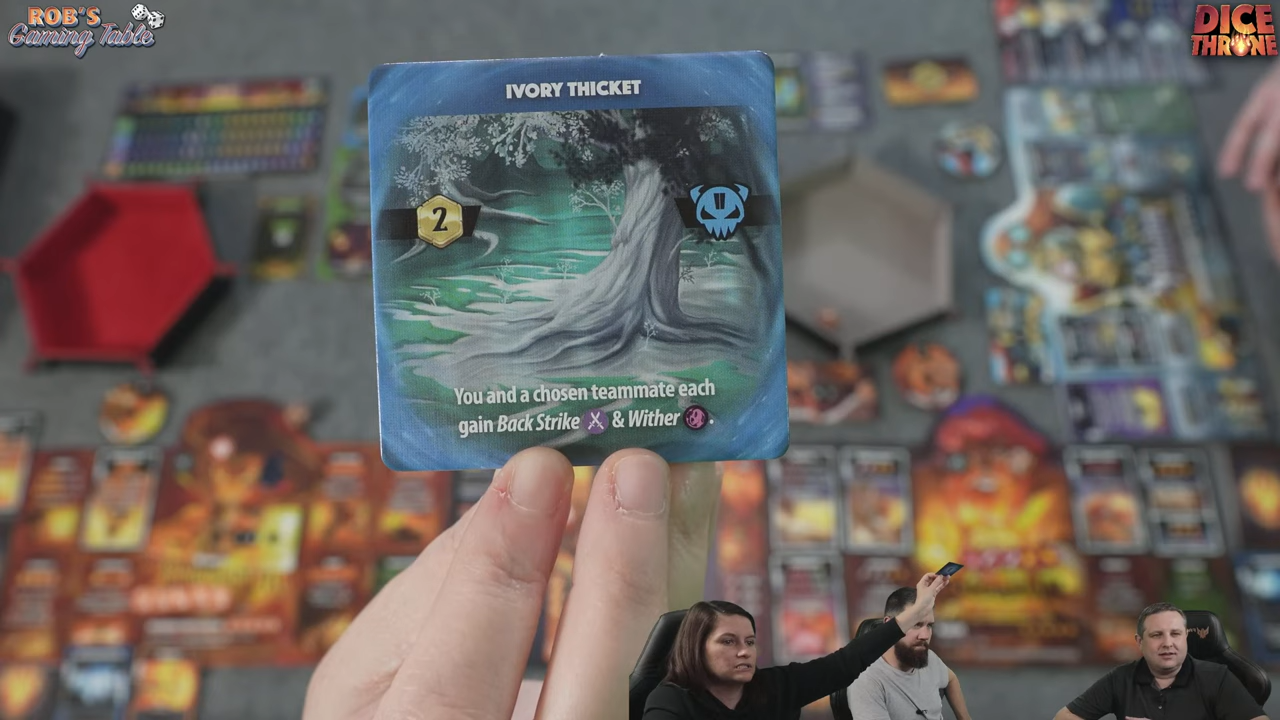 ROB'S
Gaming Table
DICE
THRONE
IVORY THICKET
2
You and a chosen teammate each
gain Back Strike & Wither .